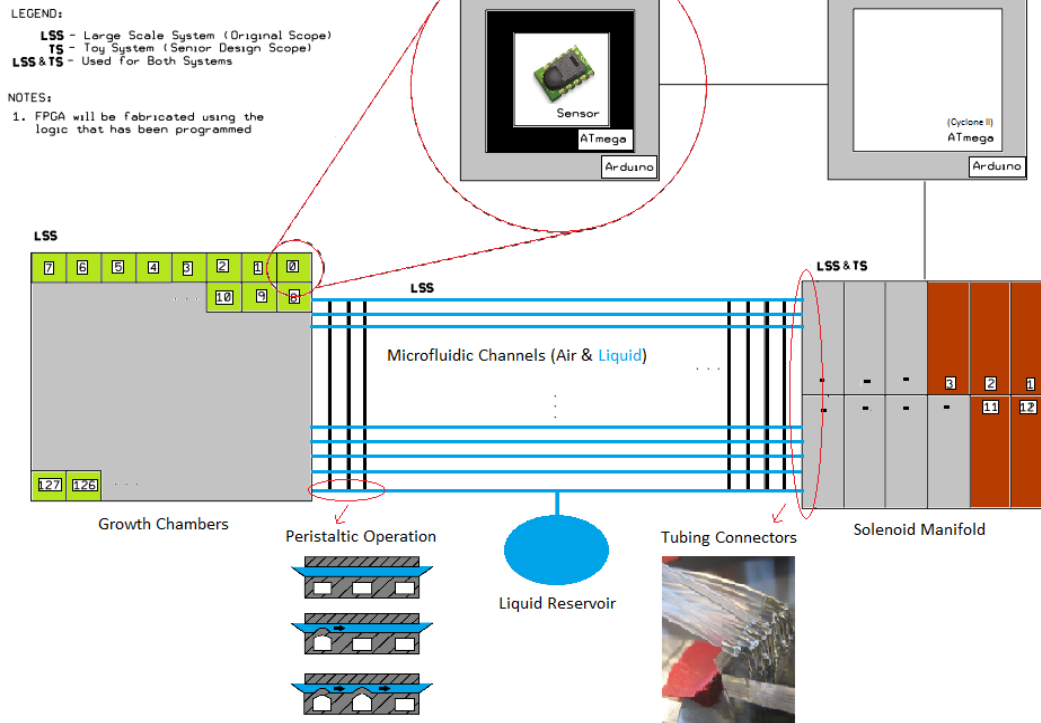 LEGEND:
LSS - Large Scale System (Original Scope)
TS - Toy System (Senior Design Scope)
LSS & TS - Used for Both Systems
NOTES:
1. FPGA will be fabricated using the
logic that has been programmed
Sensor
ATmega
Arduino
(Cyclone II)
ATmega
Arduino
LSS
7 6 5 4 3 2 1 0
... 10 9 8
127 126 ...
Growth Chambers
LSS
Microfluidic Channels (Air & Liquid)
...
LSS & TS
- - - 3 2 1
- - - - 11 12
Solenoid Manifold
Peristaltic Operation
Liquid Reservoir
Tubing Connectors